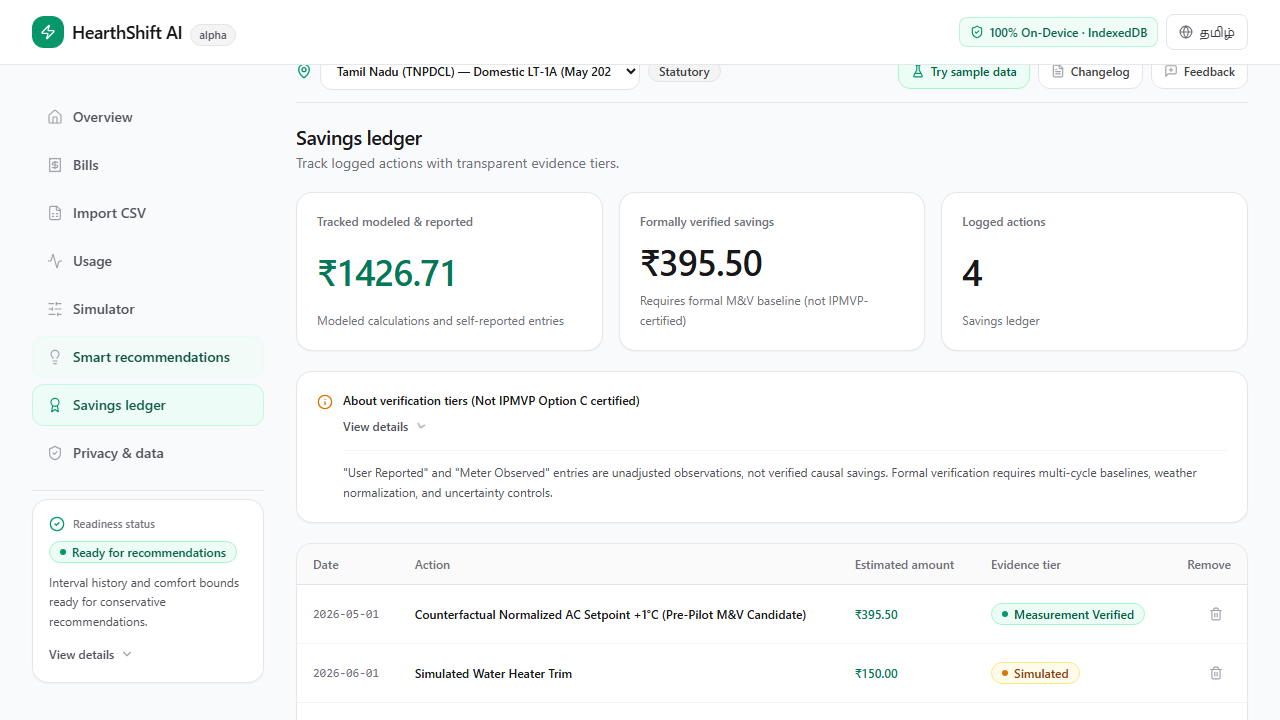 HearthShift AI alpha
100% On-Device · IndexedDB
தமிழ்
Tamil Nadu (TNPDCL) — Domestic LT-1A (May 202
Statutory
Try sample data
Changelog
Feedback
Overview
Bills
Import CSV
Usage
Simulator
Smart recommendations
Savings ledger
Privacy & data
Readiness status
Ready for recommendations
Interval history and comfort bounds
ready for conservative
recommendations.
View details
Savings ledger
Track logged actions with transparent evidence tiers.
Tracked modeled & reported
₹1426.71
Modeled calculations and self-reported entries
Formally verified savings
₹395.50
Requires formal M&V baseline (not IPMVP-
certified)
Logged actions
4
Savings ledger
About verification tiers (Not IPMVP Option C certified)
View details
"User Reported" and "Meter Observed" entries are unadjusted observations, not verified causal savings. Formal verification requires multi-cycle baselines, weather
normalization, and uncertainty controls.
Date Action Estimated amount Evidence tier Remove
2026-05-01 Counterfactual Normalized AC Setpoint +1°C (Pre-Pilot M&V Candidate) ₹395.50 Measurement Verified
2026-06-01 Simulated Water Heater Trim ₹150.00 Simulated